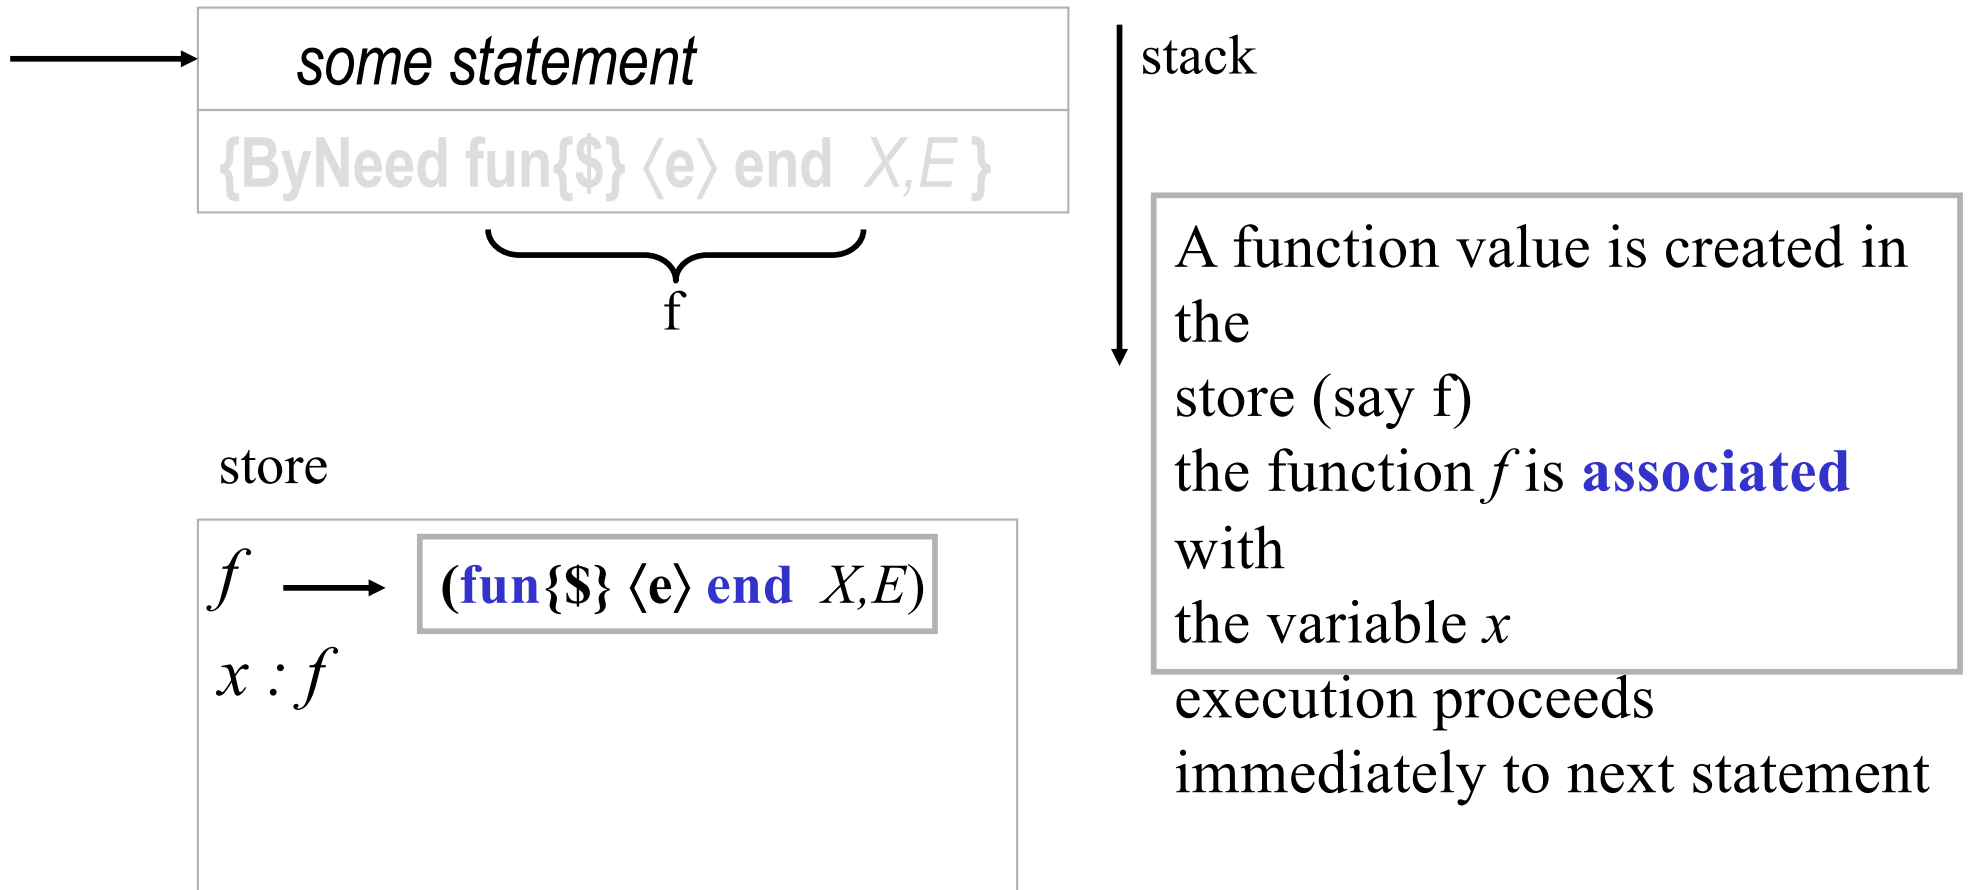 some statement
{ByNeed fun{$} ⟨e⟩ end X,E }
f
stack
A function value is created in
the
store (say f)
the function f is associated
with
the variable x
execution proceeds
immediately to next statement
store
f
(fun{$} ⟨e⟩ end X,E)
x : f